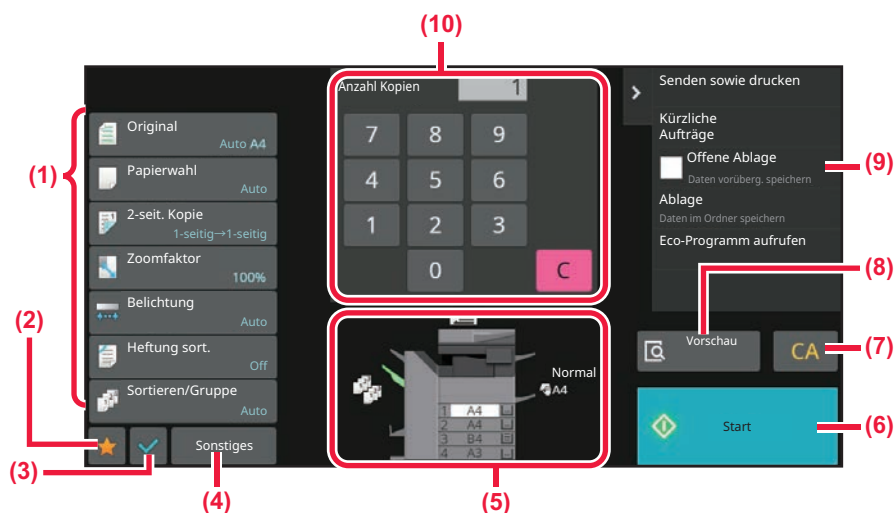 (10)
Anzahl Kopien 1
Senden sowie drucken
Kürzliche
Aufträge
Offene Ablage
Daten vorüberg. speichern
Ablage
Daten im Ordner speichern
Eco-Programm aufrufen
(9)
(1)
Original
Auto A4
Papierwahl
Auto
2-seit. Kopie
1-seitig→1-seitig
Zoomfaktor
100%
Belichtung
Auto
Heftung sort.
Off
Sortieren/Gruppe
Auto
7 8 9
4 5 6
1 2 3
0 C
(8)
(2)
Vorschau
CA
(7)
Normal
A4
1 A4
2 A4
3 B4
4 A3
Start
(6)
Sonstiges
(3)
(4)
(5)